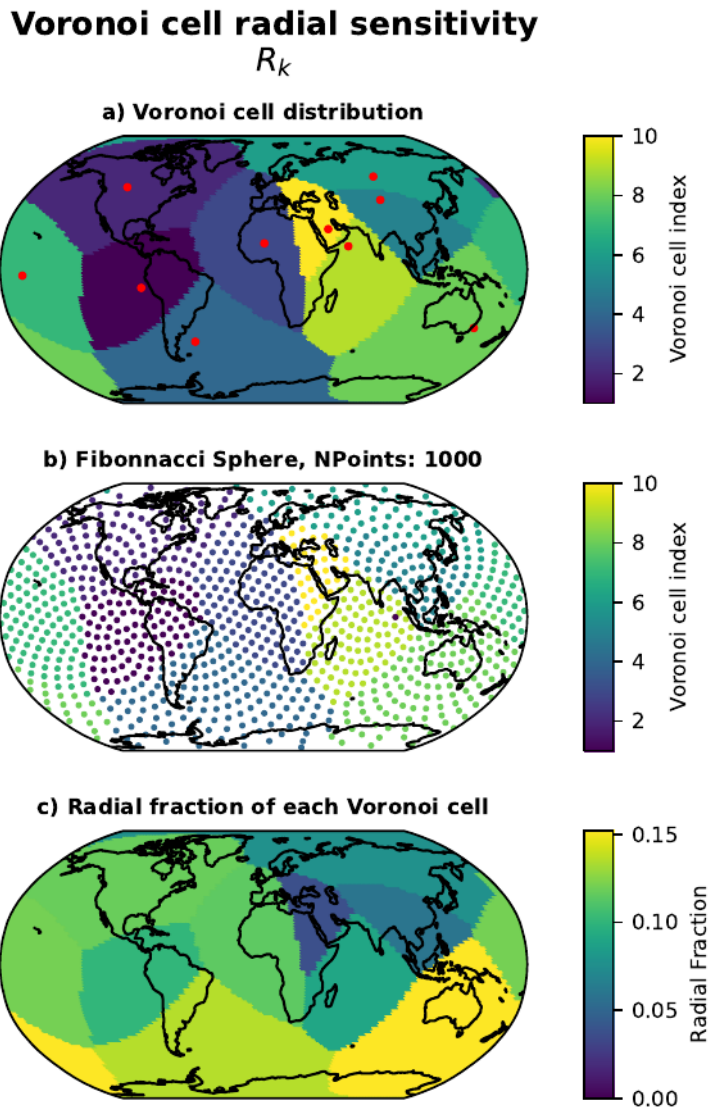 Voronoi cell radial sensitivity
R_k
a) Voronoi cell distribution
10
8
6
4
2
Voronoi cell index
b) Fibonnacci Sphere, NPoints: 1000
10
8
6
4
2
Voronoi cell index
c) Radial fraction of each Voronoi cell
0.15
0.10
0.05
0.00
Radial Fraction